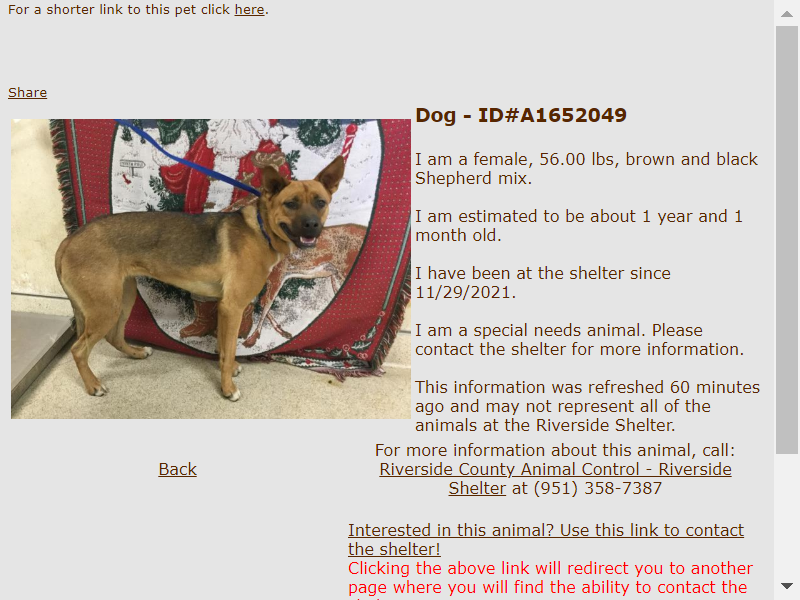 For a shorter link to this pet click here.
Share
Dog - ID#A1652049
I am a female, 56.00 lbs, brown and black
Shepherd mix.
I am estimated to be about 1 year and 1
month old.
I have been at the shelter since
11/29/2021.
I am a special needs animal. Please
contact the shelter for more information.
This information was refreshed 60 minutes
ago and may not represent all of the
animals at the Riverside Shelter.
Back
For more information about this animal, call:
Riverside County Animal Control - Riverside
Shelter at (951) 358-7387
Interested in this animal? Use this link to contact
the shelter!
Clicking the above link will redirect you to another
page where you will find the ability to contact the